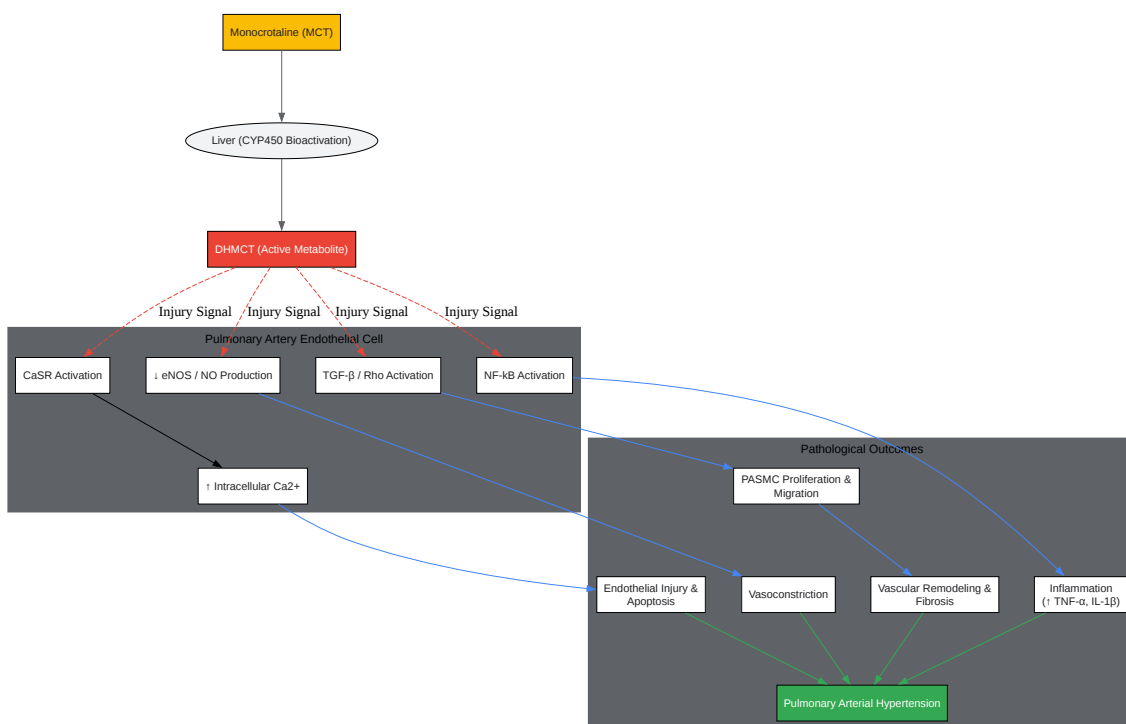 Monocrotaline (MCT)
Liver (CYP450 Bioactivation)
DHMCT (Active Metabolite)
Injury Signal
Injury Signal
Injury Signal
Injury Signal
Pulmonary Artery Endothelial Cell
CaSR Activation
↓ eNOS / NO Production
TGF-β / Rho Activation
NF-kB Activation
↑ Intracellular Ca2+
Pathological Outcomes
PASMC Proliferation &
Migration
Endothelial Injury &
Apoptosis
Vasoconstriction
Vascular Remodeling &
Fibrosis
Inflammation
(↑ TNF-α, IL-1β)
Pulmonary Arterial Hypertension